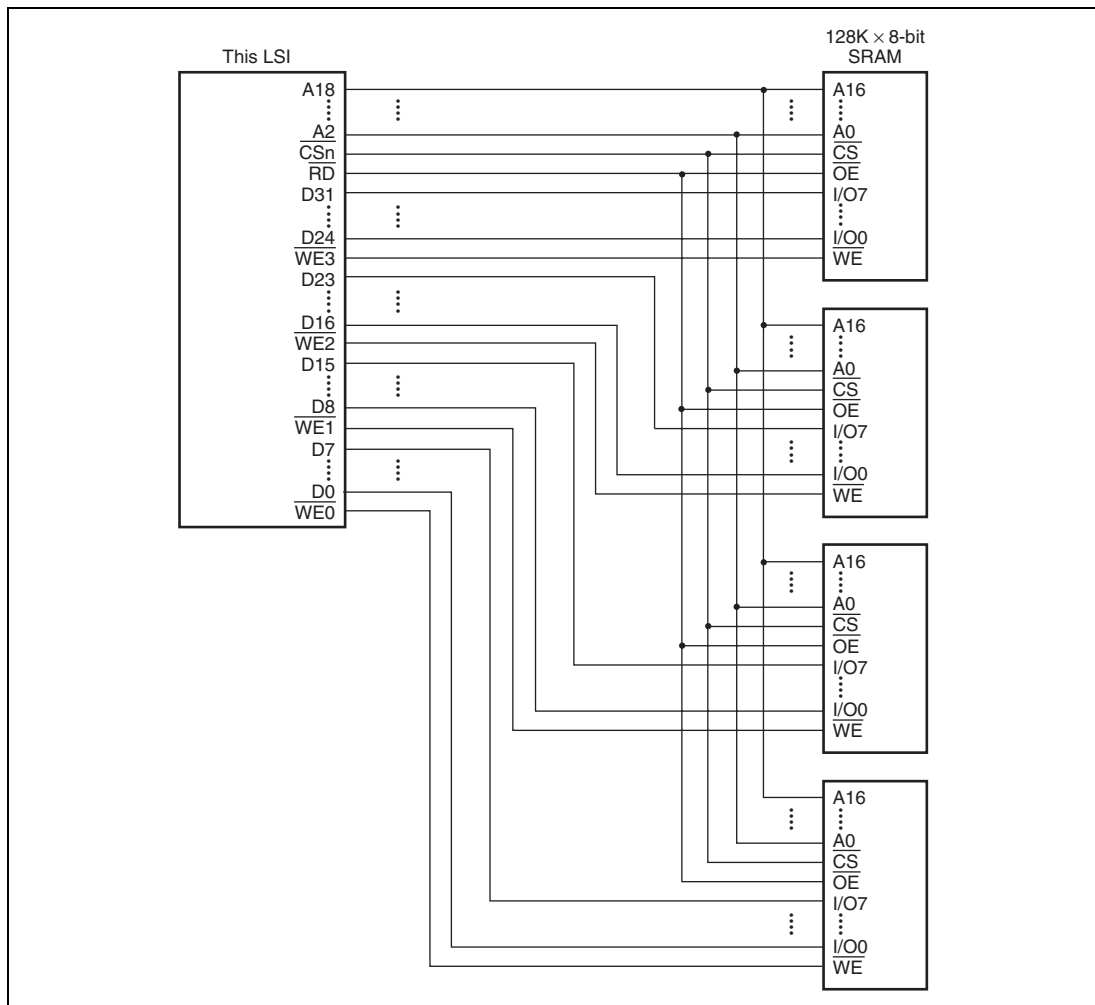 This LSI
A18
A2
CSn
RD
D31
D24
WE3
D23
D16
WE2
D15
D8
WE1
D7
D0
WE0
128K × 8-bit
SRAM
A16
A0
CS
OE
I/O7
I/O0
WE
A16
A0
CS
OE
I/O7
I/O0
WE
A16
A0
CS
OE
I/O7
I/O0
WE
A16
A0
CS
OE
I/O7
I/O0
WE